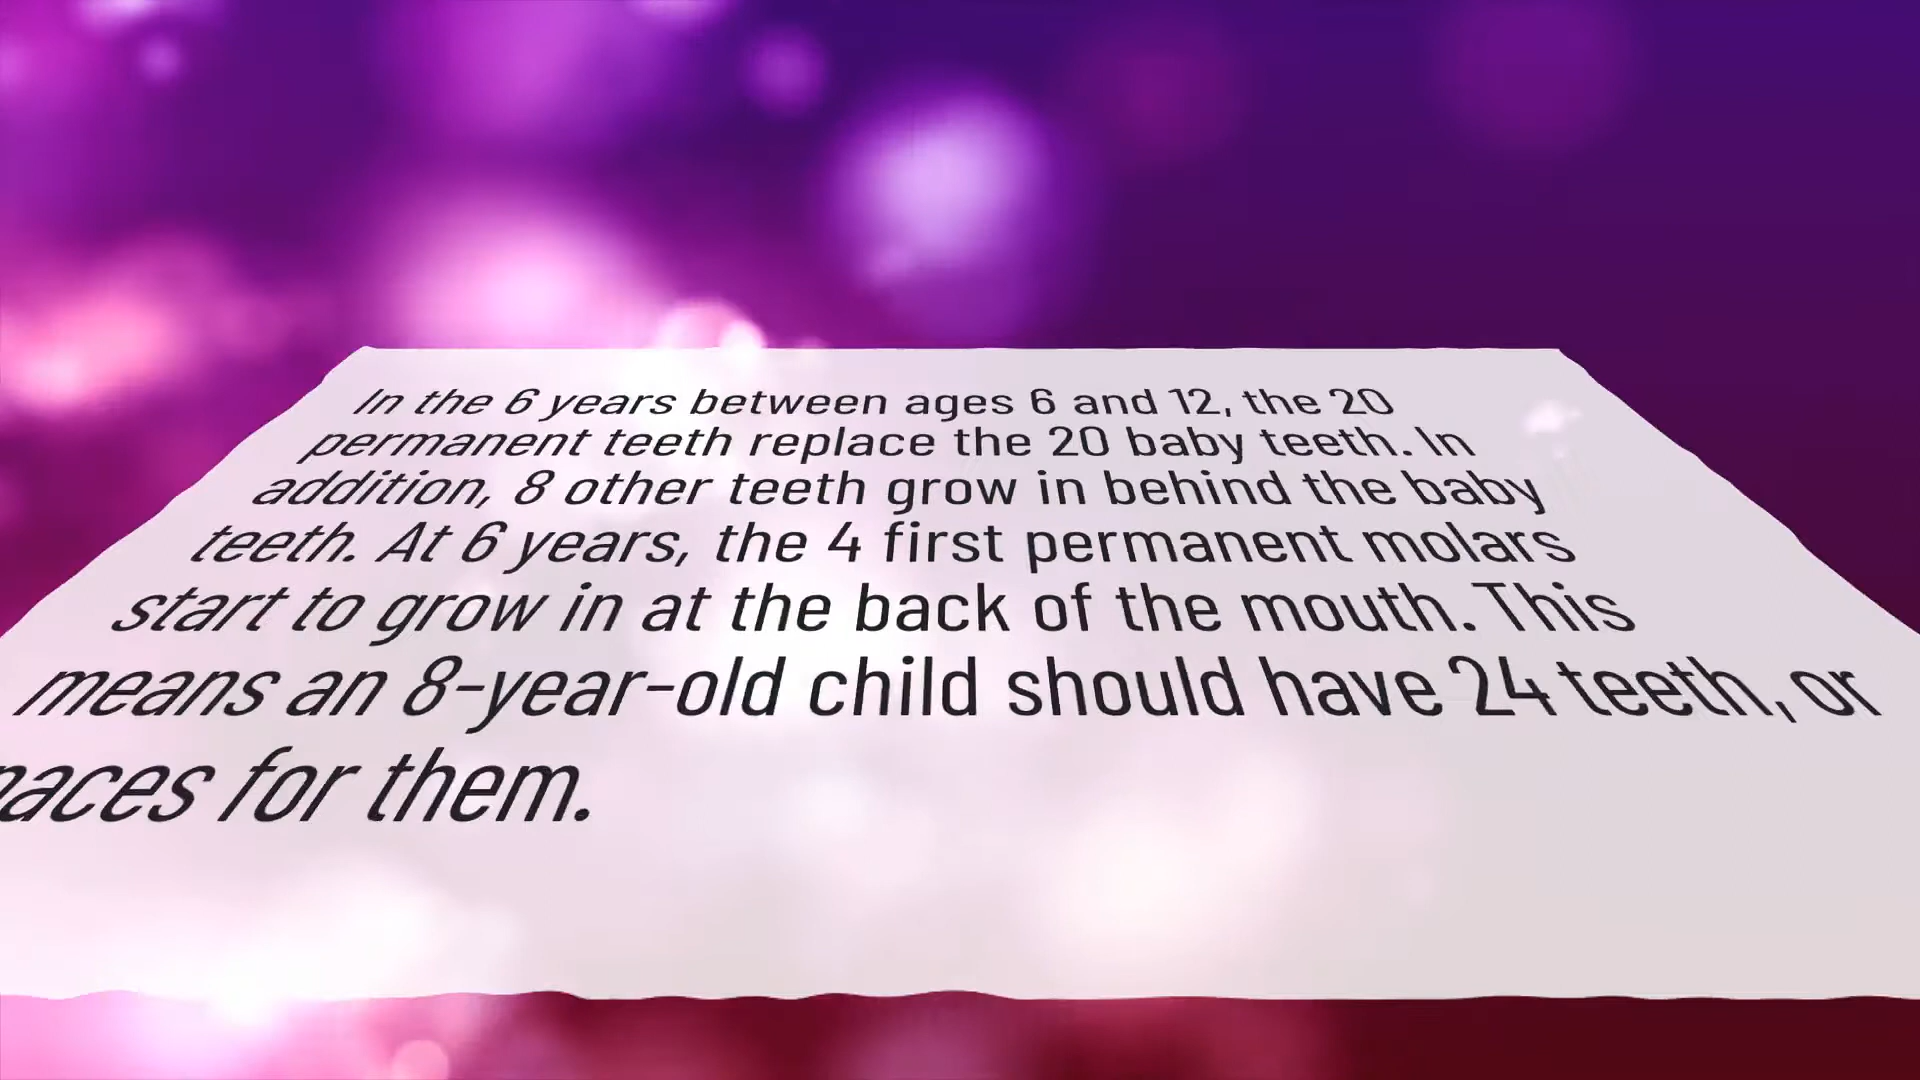 In the 6 years between ages 6 and 12, the 20
permanent teeth replace the 20 baby teeth. In
addition, 8 other teeth grow in behind the baby
teeth. At 6 years, the 4 first permanent molars
start to grow in at the back of the mouth. This
means an 8-year-old child should have 24 teeth, or
for them.